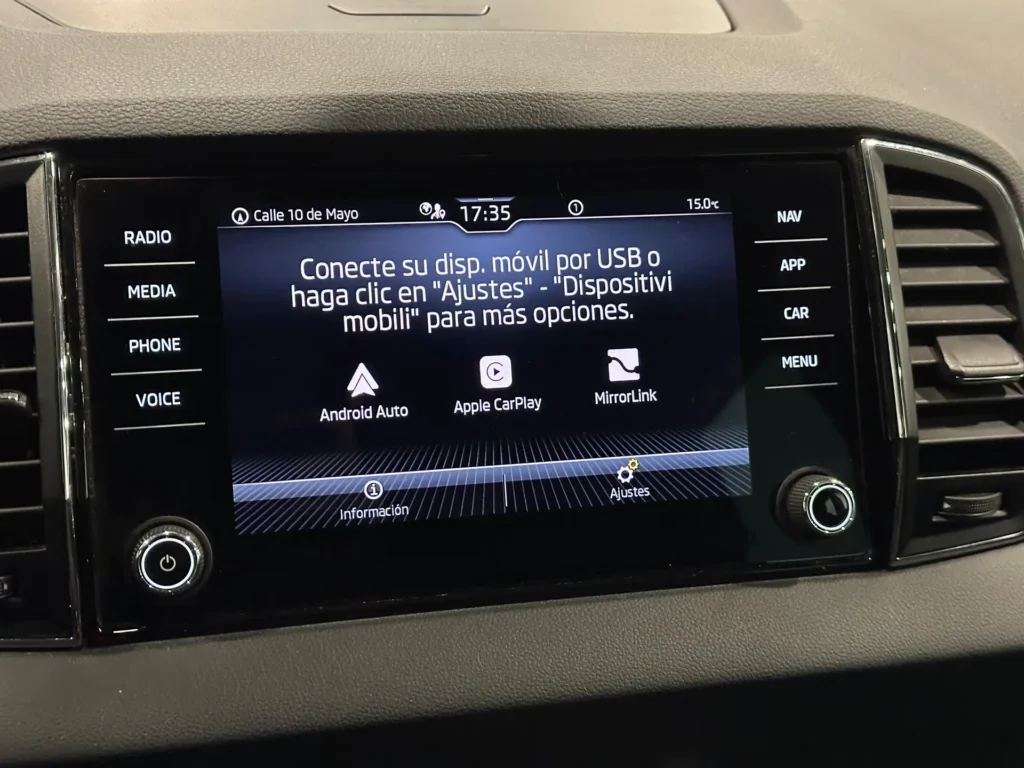 Calle 10 de Mayo
17:35
1
15.0°c
RADIO
MEDIA
PHONE
VOICE
Conecte su disp. móvil por USB o
haga clic en "Ajustes" - "Dispositivi
mobili" para más opciones.
Android Auto
Apple CarPlay
MirrorLink
Información
Ajustes
NAV
APP
CAR
MENU